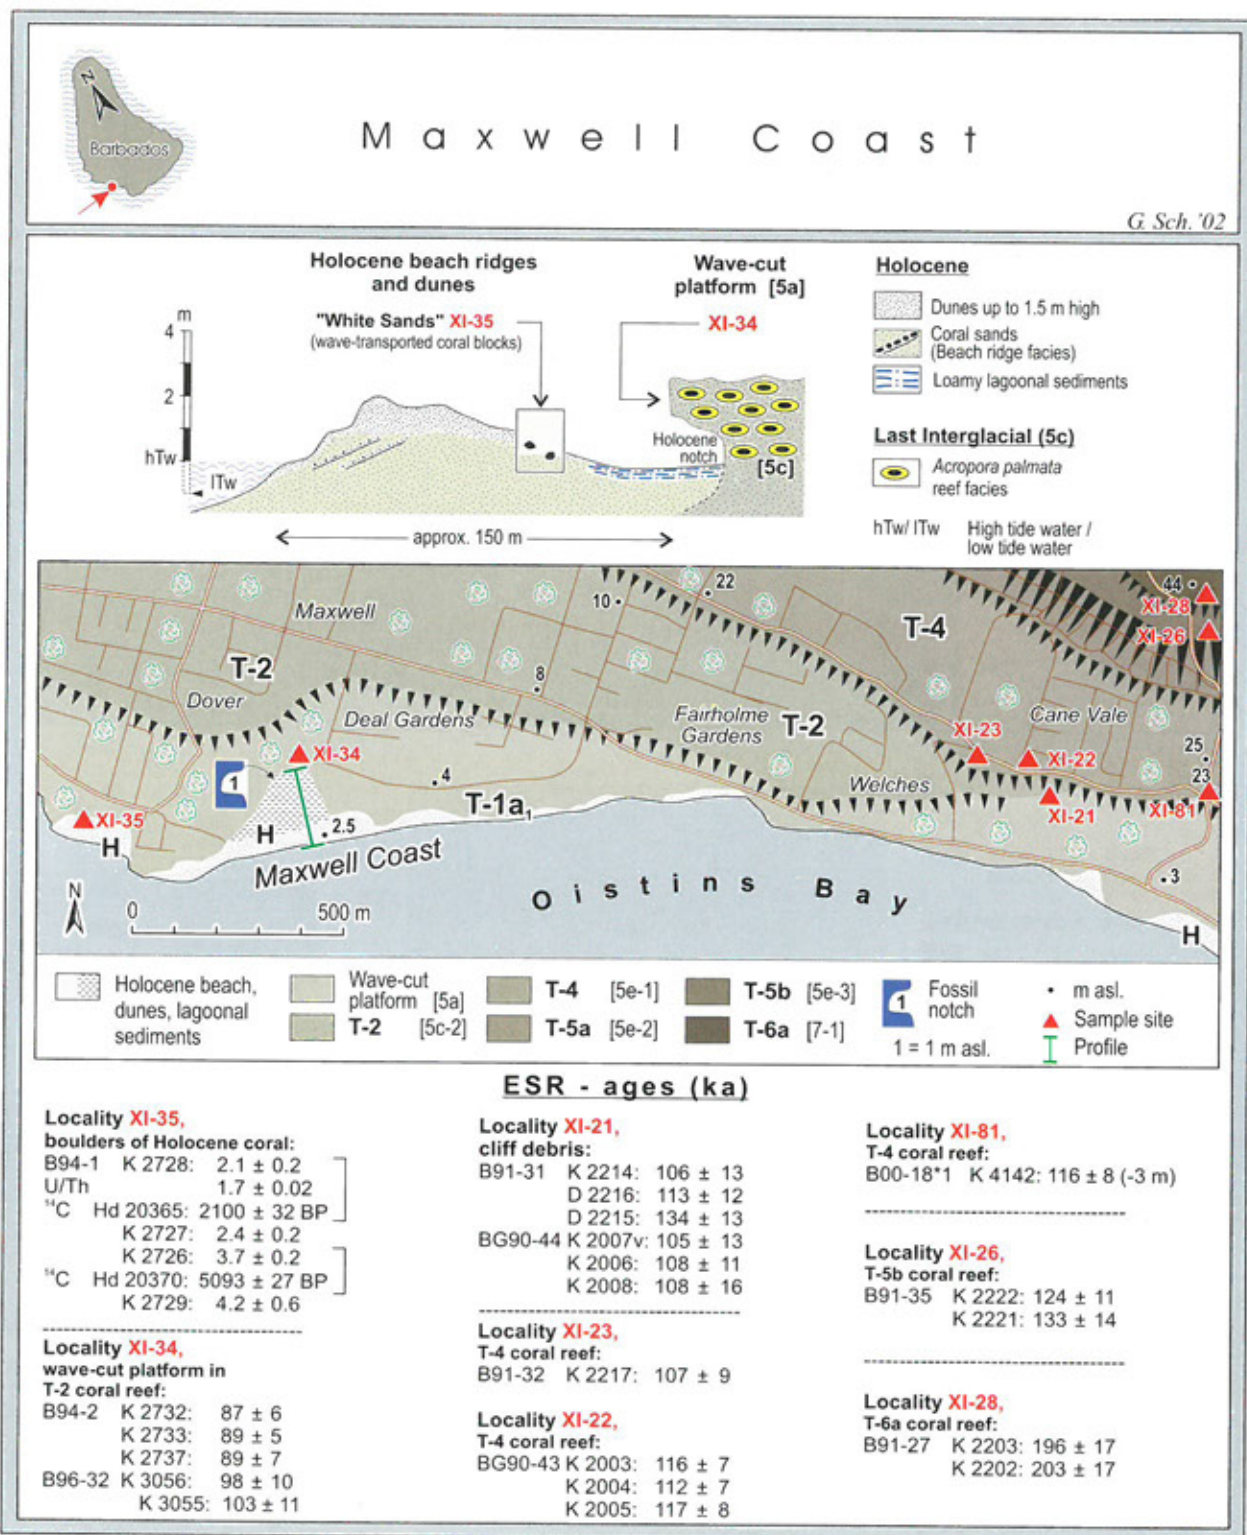 N
Barbados
Maxwell Coast
G. Sch. '02
Holocene beach ridges
and dunes
"White Sands" XI-35
(wave-transported coral blocks)
Wave-cut
platform [5a]
XI-34
m
4
2
hTw
lTw
Holocene
notch
[5c]
approx. 150 m
Holocene
Dunes up to 1.5 m high
Coral sands
(Beach ridge facies)
Loamy lagoonal sediments
Last Interglacial (5c)
Acropora palmata
reef facies
hTw/ lTw High tide water /
low tide water
Maxwell
T-2
Dover
Deal Gardens
8
10
22
T-4
44
XI-28
XI-26
Fairholme
Gardens
T-2
Cane Vale
XI-23
XI-22
25
23
Welches
XI-21
XI-81
XI-34
1
4
T-1a1
XI-35
H
H
2.5
Maxwell Coast
Oistins Bay
3
H
N
0 500 m
Holocene beach,
dunes, lagoonal
sediments
Wave-cut
platform [5a]
T-2 [5c-2]
T-4 [5e-1]
T-5a [5e-2]
T-5b [5e-3]
T-6a [7-1]
1
Fossil
notch
1 = 1 m asl.
m asl.
Sample site
Profile
ESR - ages (ka)
Locality XI-35,
boulders of Holocene coral:
B94-1 K 2728: 2.1 ± 0.2
U/Th 1.7 ± 0.02
14C Hd 20365: 2100 ± 32 BP
K 2727: 2.4 ± 0.2
K 2726: 3.7 ± 0.2
14C Hd 20370: 5093 ± 27 BP
K 2729: 4.2 ± 0.6
Locality XI-34,
wave-cut platform in
T-2 coral reef:
B94-2 K 2732: 87 ± 6
K 2733: 89 ± 5
K 2737: 89 ± 7
B96-32 K 3056: 98 ± 10
K 3055: 103 ± 11
Locality XI-21,
cliff debris:
B91-31 K 2214: 106 ± 13
D 2216: 113 ± 12
D 2215: 134 ± 13
BG90-44 K 2007v: 105 ± 13
K 2006: 108 ± 11
K 2008: 108 ± 16
Locality XI-23,
T-4 coral reef:
B91-32 K 2217: 107 ± 9
Locality XI-22,
T-4 coral reef:
BG90-43 K 2003: 116 ± 7
K 2004: 112 ± 7
K 2005: 117 ± 8
Locality XI-81,
T-4 coral reef:
B00-18*1 K 4142: 116 ± 8 (-3 m)
Locality XI-26,
T-5b coral reef:
B91-35 K 2222: 124 ± 11
K 2221: 133 ± 14
Locality XI-28,
T-6a coral reef:
B91-27 K 2203: 196 ± 17
K 2202: 203 ± 17